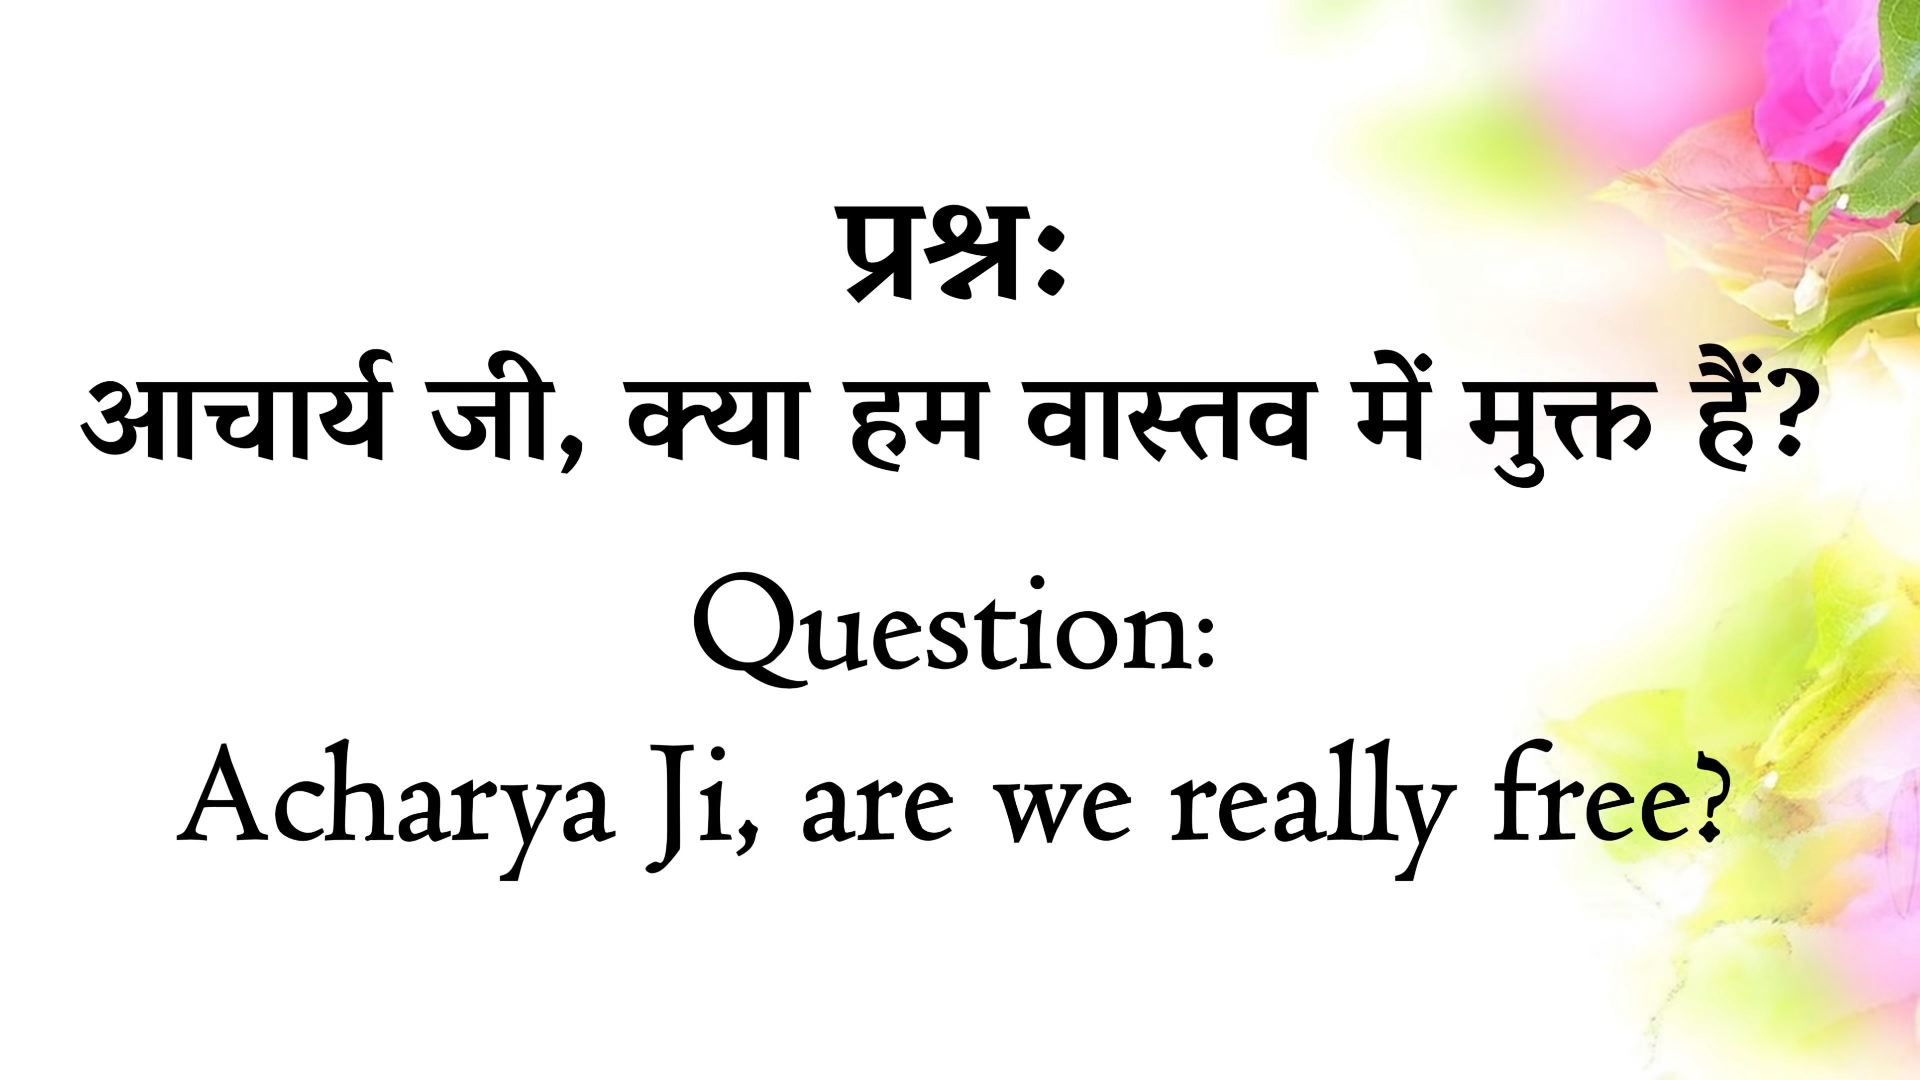 प्रश्न:
आचार्य जी, क्या हम वास्तव में मुक्त हैं?
Question:
Acharya Ji, are we really free?